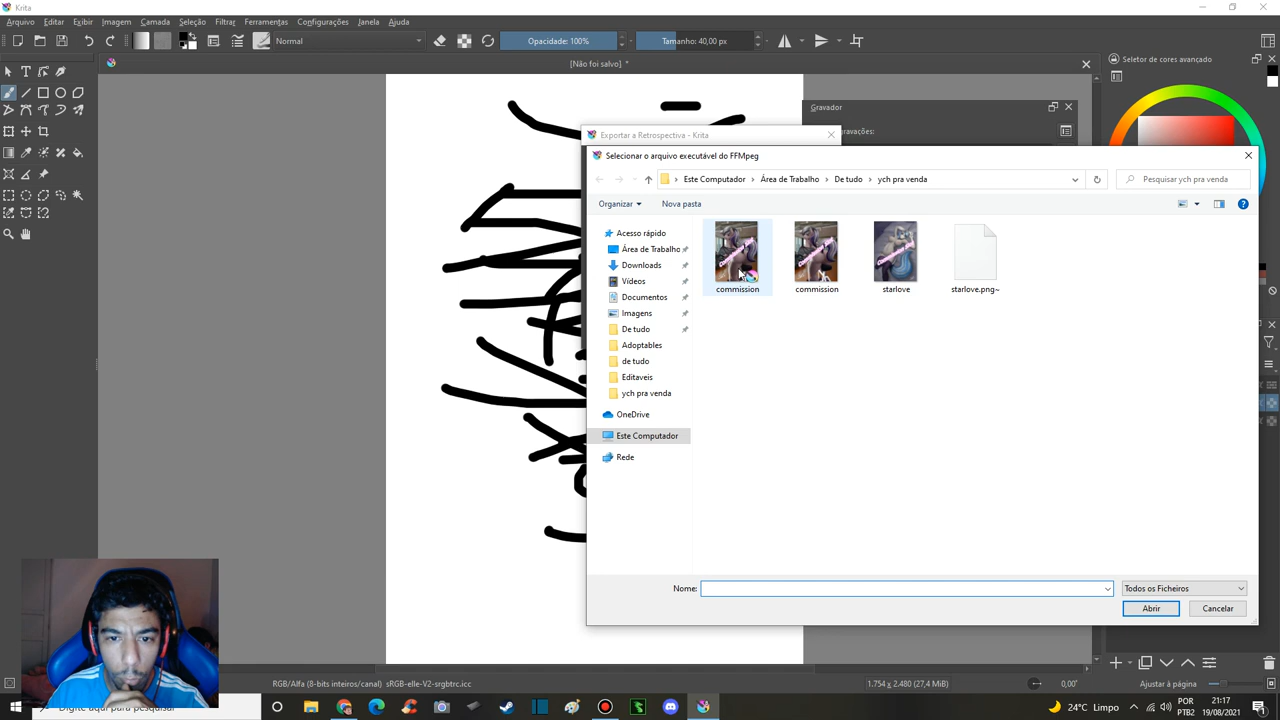 Krita
Arquivo Editar Exibir Imagem Camada Seleção Filtrar Ferramentas Configurações Janela Ajuda
Normal Opacidade: 100% Tamanho: 40,00 px
[Não foi salvo] *
Seletor de cores avançado
Gravador
Exportar a Retrospectiva - Krita
gravações:
Selecionar o arquivo executável do FFMpeg
Este Computador > Área de Trabalho > De tudo > ych pra venda
Pesquisar ych pra venda
Organizar Nova pasta
Acesso rápido
Área de Trabalho
Downloads
Vídeos
Documentos
Imagens
De tudo
Adoptables
de tudo
Editaveis
ych pra venda
OneDrive
Este Computador
Rede
commission commission starlove starlove.png~
Nome:
Todos os Ficheiros
Abrir Cancelar
RGB/Alfa (8-bits inteiros/canal) sRGB-elle-V2-srgbtrc.icc
1.754 x 2.480 (27,4 MiB)
0,00°
Ajustar à página
Digite aqui para pesquisar
24°C Limpo
POR
PTB2
21:17
19/08/2021